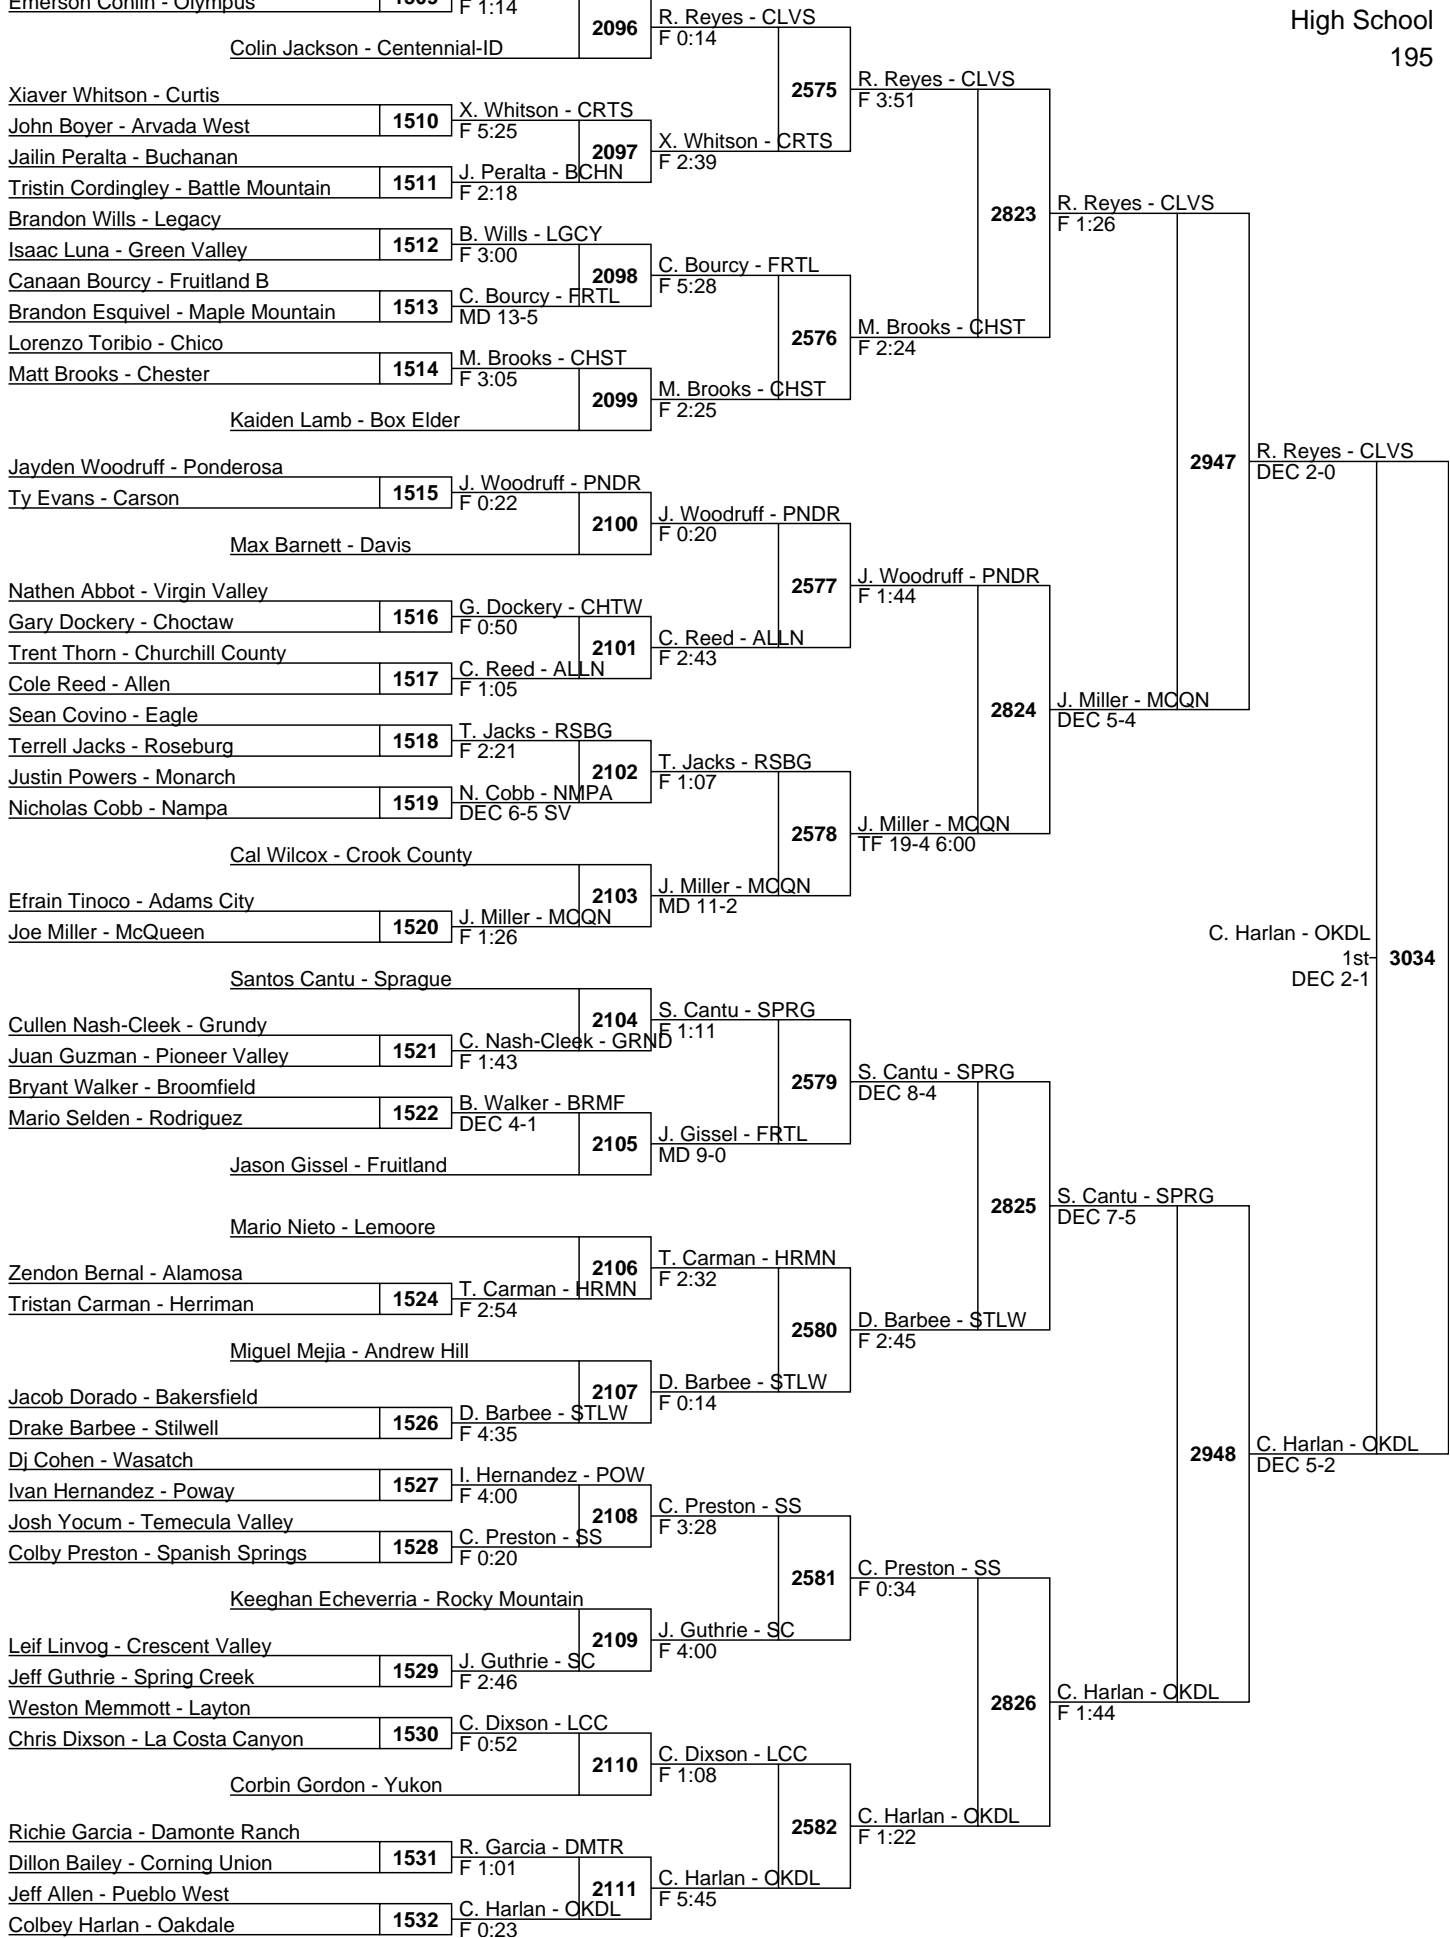 High School
195
Emerson Conlin - Olympus
1509
F 1:14
Colin Jackson - Centennial-ID
2096
R. Reyes - CLVS
F 0:14
2575
R. Reyes - CLVS
F 3:51
Xiaver Whitson - Curtis
John Boyer - Arvada West
1510
X. Whitson - CRTS
F 5:25
2097
X. Whitson - CRTS
F 2:39
Jailin Peralta - Buchanan
Tristin Cordingley - Battle Mountain
1511
J. Peralta - BCHN
F 2:18
2823
R. Reyes - CLVS
F 1:26
Brandon Wills - Legacy
Isaac Luna - Green Valley
1512
B. Wills - LGCY
F 3:00
2098
C. Bourcy - FRTL
F 5:28
Canaan Bourcy - Fruitland B
Brandon Esquivel - Maple Mountain
1513
C. Bourcy - FRTL
MD 13-5
2576
M. Brooks - CHST
F 2:24
Lorenzo Toribio - Chico
Matt Brooks - Chester
1514
M. Brooks - CHST
F 3:05
2099
M. Brooks - CHST
F 2:25
Kaiden Lamb - Box Elder
2947
R. Reyes - CLVS
DEC 2-0
Jayden Woodruff - Ponderosa
Ty Evans - Carson
1515
J. Woodruff - PNDR
F 0:22
2100
J. Woodruff - PNDR
F 0:20
Max Barnett - Davis
2577
J. Woodruff - PNDR
F 1:44
Nathen Abbot - Virgin Valley
Gary Dockery - Choctaw
1516
G. Dockery - CHTW
F 0:50
2101
C. Reed - ALLN
F 2:43
Trent Thorn - Churchill County
Cole Reed - Allen
1517
C. Reed - ALLN
F 1:05
2824
J. Miller - MCQN
DEC 5-4
Sean Covino - Eagle
Terrell Jacks - Roseburg
1518
T. Jacks - RSBG
F 2:21
2102
T. Jacks - RSBG
F 1:07
Justin Powers - Monarch
Nicholas Cobb - Nampa
1519
N. Cobb - NMPA
DEC 6-5 SV
2578
J. Miller - MCQN
TF 19-4 6:00
Cal Wilcox - Crook County
2103
J. Miller - MCQN
MD 11-2
Efrain Tinoco - Adams City
Joe Miller - McQueen
1520
J. Miller - MCQN
F 1:26
C. Harlan - OKDL
1st
3034
DEC 2-1
Santos Cantu - Sprague
2104
S. Cantu - SPRG
F 1:11
Cullen Nash-Cleek - Grundy
Juan Guzman - Pioneer Valley
1521
C. Nash-Cleek - GRND
F 1:43
2579
S. Cantu - SPRG
DEC 8-4
Bryant Walker - Broomfield
Mario Selden - Rodriguez
1522
B. Walker - BRMF
DEC 4-1
2105
J. Gissel - FRTL
MD 9-0
Jason Gissel - Fruitland
2825
S. Cantu - SPRG
DEC 7-5
Mario Nieto - Lemoore
2106
T. Carman - HRMN
F 2:32
Zendon Bernal - Alamosa
Tristan Carman - Herriman
1524
T. Carman - HRMN
F 2:54
2580
D. Barbee - STLW
F 2:45
Miguel Mejia - Andrew Hill
2107
D. Barbee - STLW
F 0:14
Jacob Dorado - Bakersfield
Drake Barbee - Stilwell
1526
D. Barbee - STLW
F 4:35
2948
C. Harlan - OKDL
DEC 5-2
Dj Cohen - Wasatch
Ivan Hernandez - Poway
1527
I. Hernandez - POW
F 4:00
2108
C. Preston - SS
F 3:28
Josh Yocum - Temecula Valley
Colby Preston - Spanish Springs
1528
C. Preston - SS
F 0:20
2581
C. Preston - SS
F 0:34
Keeghan Echeverria - Rocky Mountain
2109
J. Guthrie - SC
F 4:00
Leif Linvog - Crescent Valley
Jeff Guthrie - Spring Creek
1529
J. Guthrie - SC
F 2:46
2826
C. Harlan - OKDL
F 1:44
Weston Memmott - Layton
Chris Dixson - La Costa Canyon
1530
C. Dixson - LCC
F 0:52
2110
C. Dixson - LCC
F 1:08
Corbin Gordon - Yukon
2582
C. Harlan - OKDL
F 1:22
Richie Garcia - Damonte Ranch
Dillon Bailey - Corning Union
1531
R. Garcia - DMTR
F 1:01
2111
C. Harlan - OKDL
F 5:45
Jeff Allen - Pueblo West
Colbey Harlan - Oakdale
1532
C. Harlan - OKDL
F 0:23